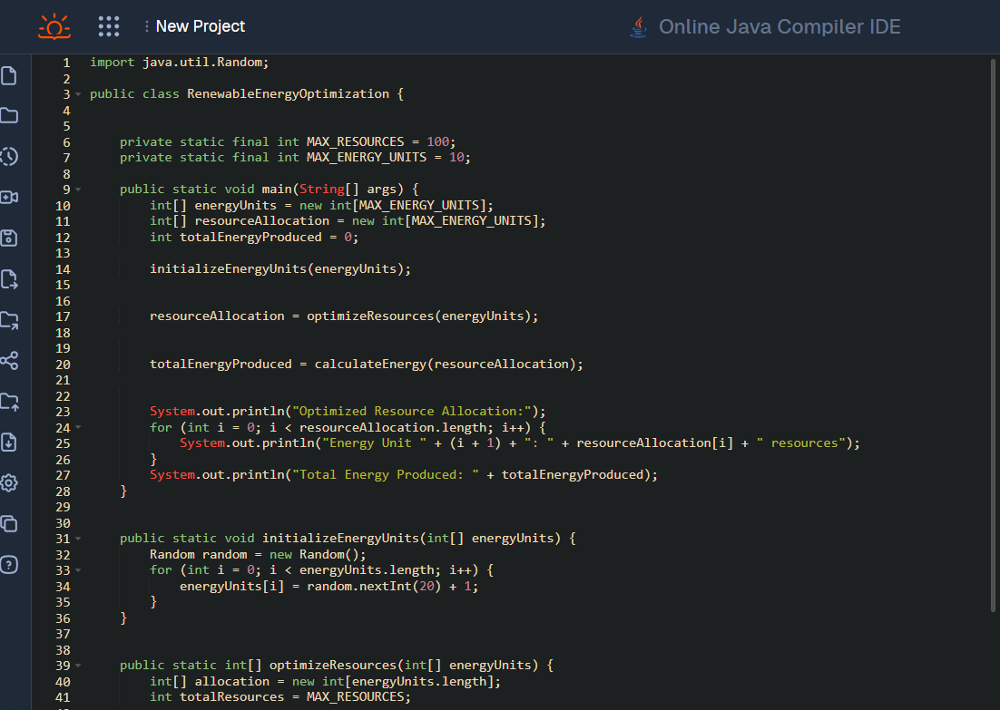 New Project
Online Java Compiler IDE
1 import java.util.Random;
2
3 public class RenewableEnergyOptimization {
4
5
6     private static final int MAX_RESOURCES = 100;
7     private static final int MAX_ENERGY_UNITS = 10;
8
9     public static void main(String[] args) {
10         int[] energyUnits = new int[MAX_ENERGY_UNITS];
11         int[] resourceAllocation = new int[MAX_ENERGY_UNITS];
12         int totalEnergyProduced = 0;
13
14         initializeEnergyUnits(energyUnits);
15
16
17         resourceAllocation = optimizeResources(energyUnits);
18
19
20         totalEnergyProduced = calculateEnergy(resourceAllocation);
21
22
23         System.out.println("Optimized Resource Allocation:");
24         for (int i = 0; i < resourceAllocation.length; i++) {
25             System.out.println("Energy Unit " + (i + 1) + ": " + resourceAllocation[i] + " resources");
26         }
27         System.out.println("Total Energy Produced: " + totalEnergyProduced);
28     }
29
30
31     public static void initializeEnergyUnits(int[] energyUnits) {
32         Random random = new Random();
33         for (int i = 0; i < energyUnits.length; i++) {
34             energyUnits[i] = random.nextInt(20) + 1;
35         }
36     }
37
38
39     public static int[] optimizeResources(int[] energyUnits) {
40         int[] allocation = new int[energyUnits.length];
41         int totalResources = MAX_RESOURCES;